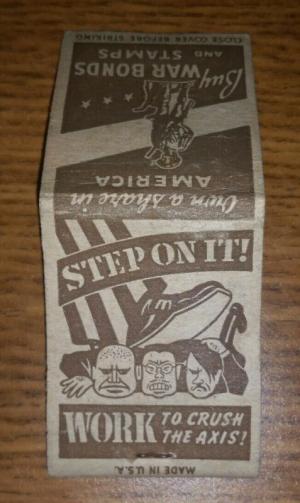 CLOSE COVER BEFORE STRIKING
Buy WAR BONDS
AND STAMPS
Own a share in
AMERICA
STEP ON IT!
WORK TO CRUSH
THE AXIS!
MADE IN U.S.A.